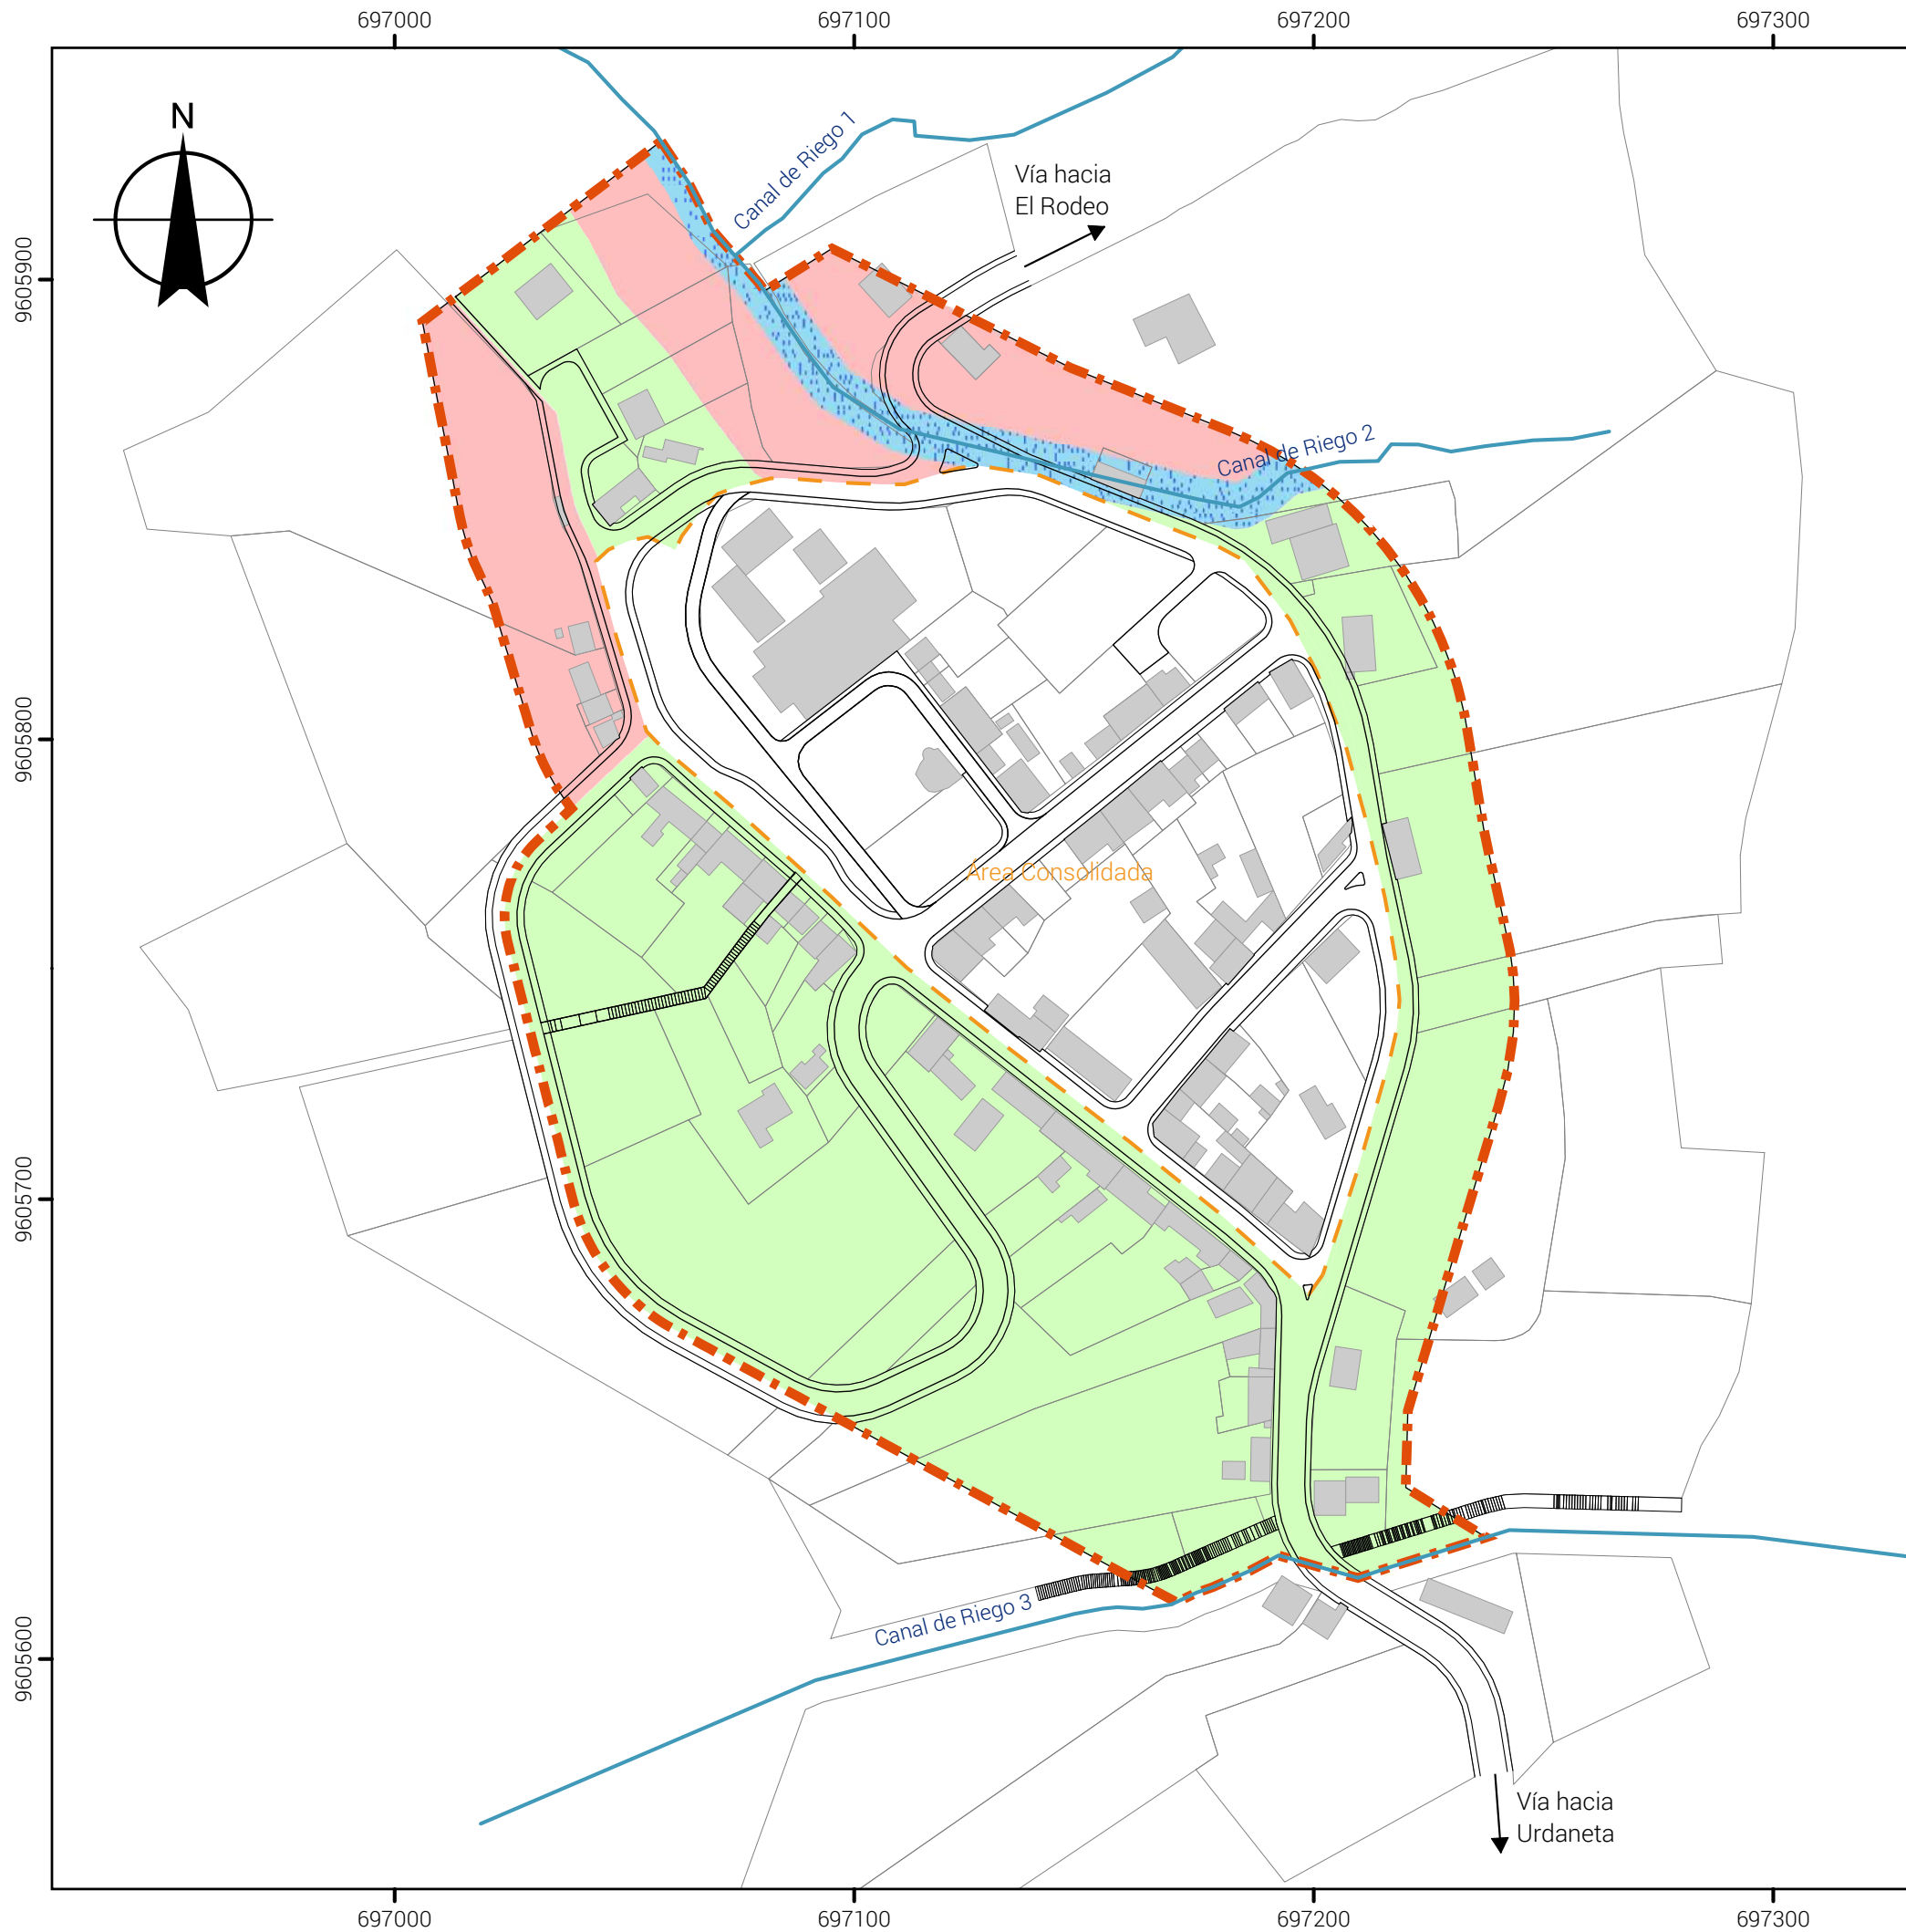 697000
697100
697200
697300
N
Canal de Riego 1
Vía hacia
El Rodeo
9605900
Canal de Riego 2
9605800
Área Consolidada
9605700
Canal de Riego 3
9605600
Vía hacia
Urdaneta
697000
697100
697200
697300